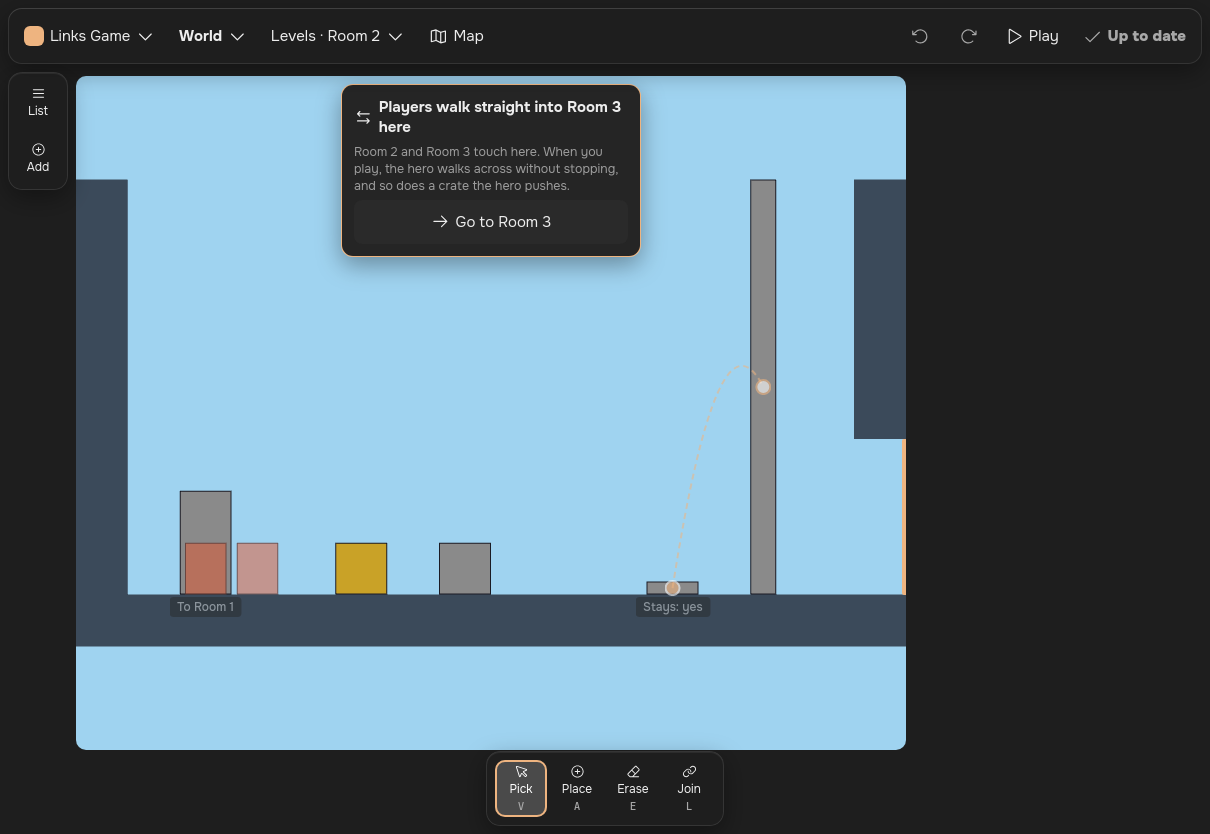 Links Game World Levels · Room 2 Map Play Up to date
List
Add
Players walk straight into Room 3
here
Room 2 and Room 3 touch here. When you
play, the hero walks across without stopping,
and so does a crate the hero pushes.
Go to Room 3
To Room 1 Stays: yes
Pick Place Erase Join
V A E L